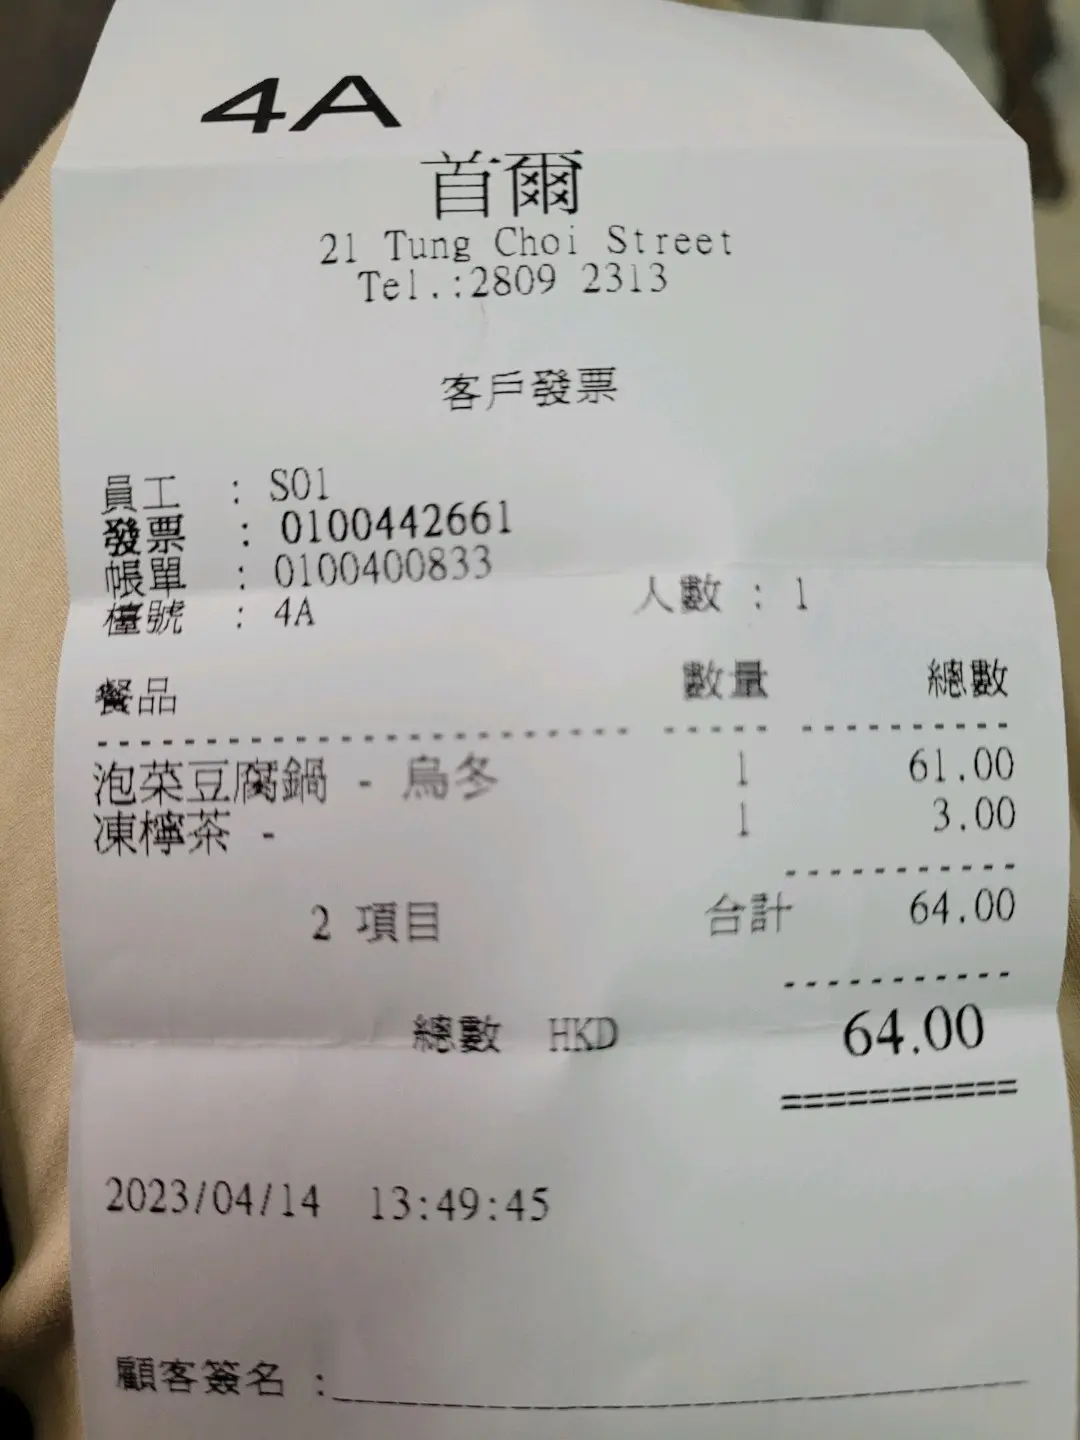 4A
首爾
21 Tung Choi Street
Tel.:2809 2313
客戶發票
員工 : S01
發票 : 0100442661
帳單 : 0100400833
檯號 : 4A 人數 : 1
餐品 數量 總數
泡菜豆腐鍋 - 烏冬 1 61.00
凍檸茶 - 1 3.00
2 項目 合計 64.00
總數 HKD 64.00
2023/04/14 13:49:45
顧客簽名 :